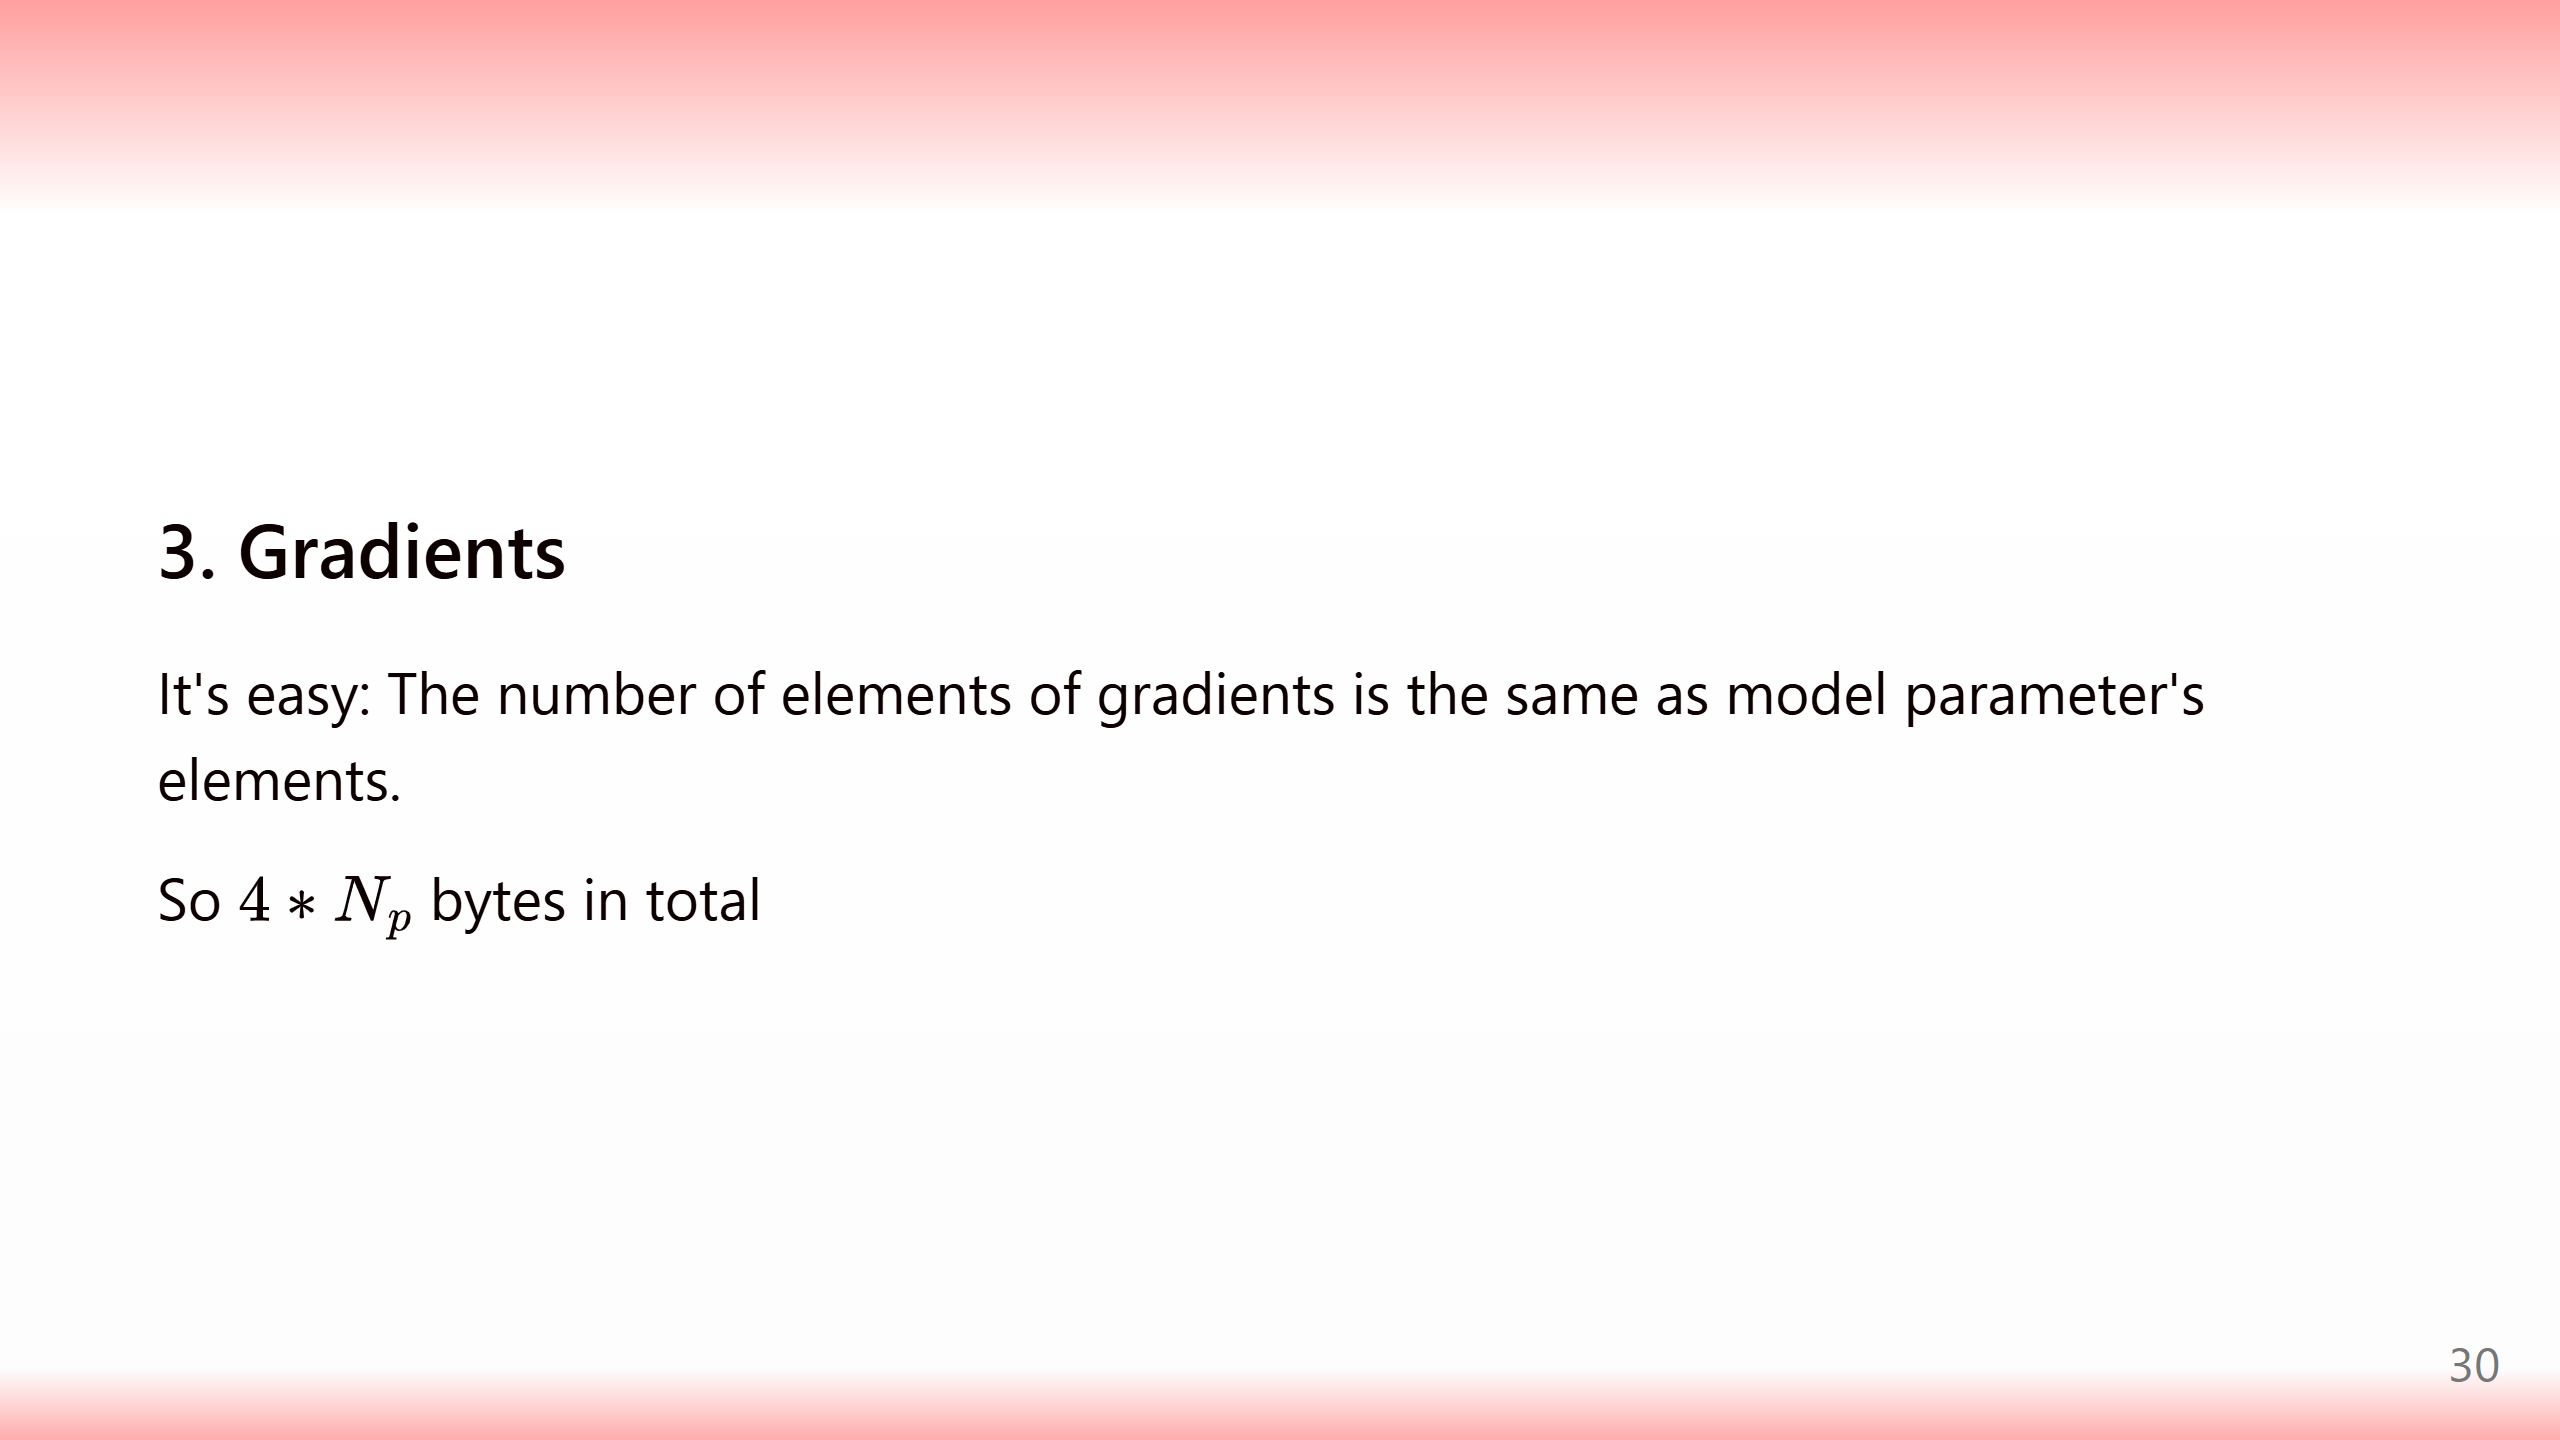 3. Gradients
It's easy: The number of elements of gradients is the same as model parameter's
elements.
So 4 ∗ Nₚ bytes in total
30